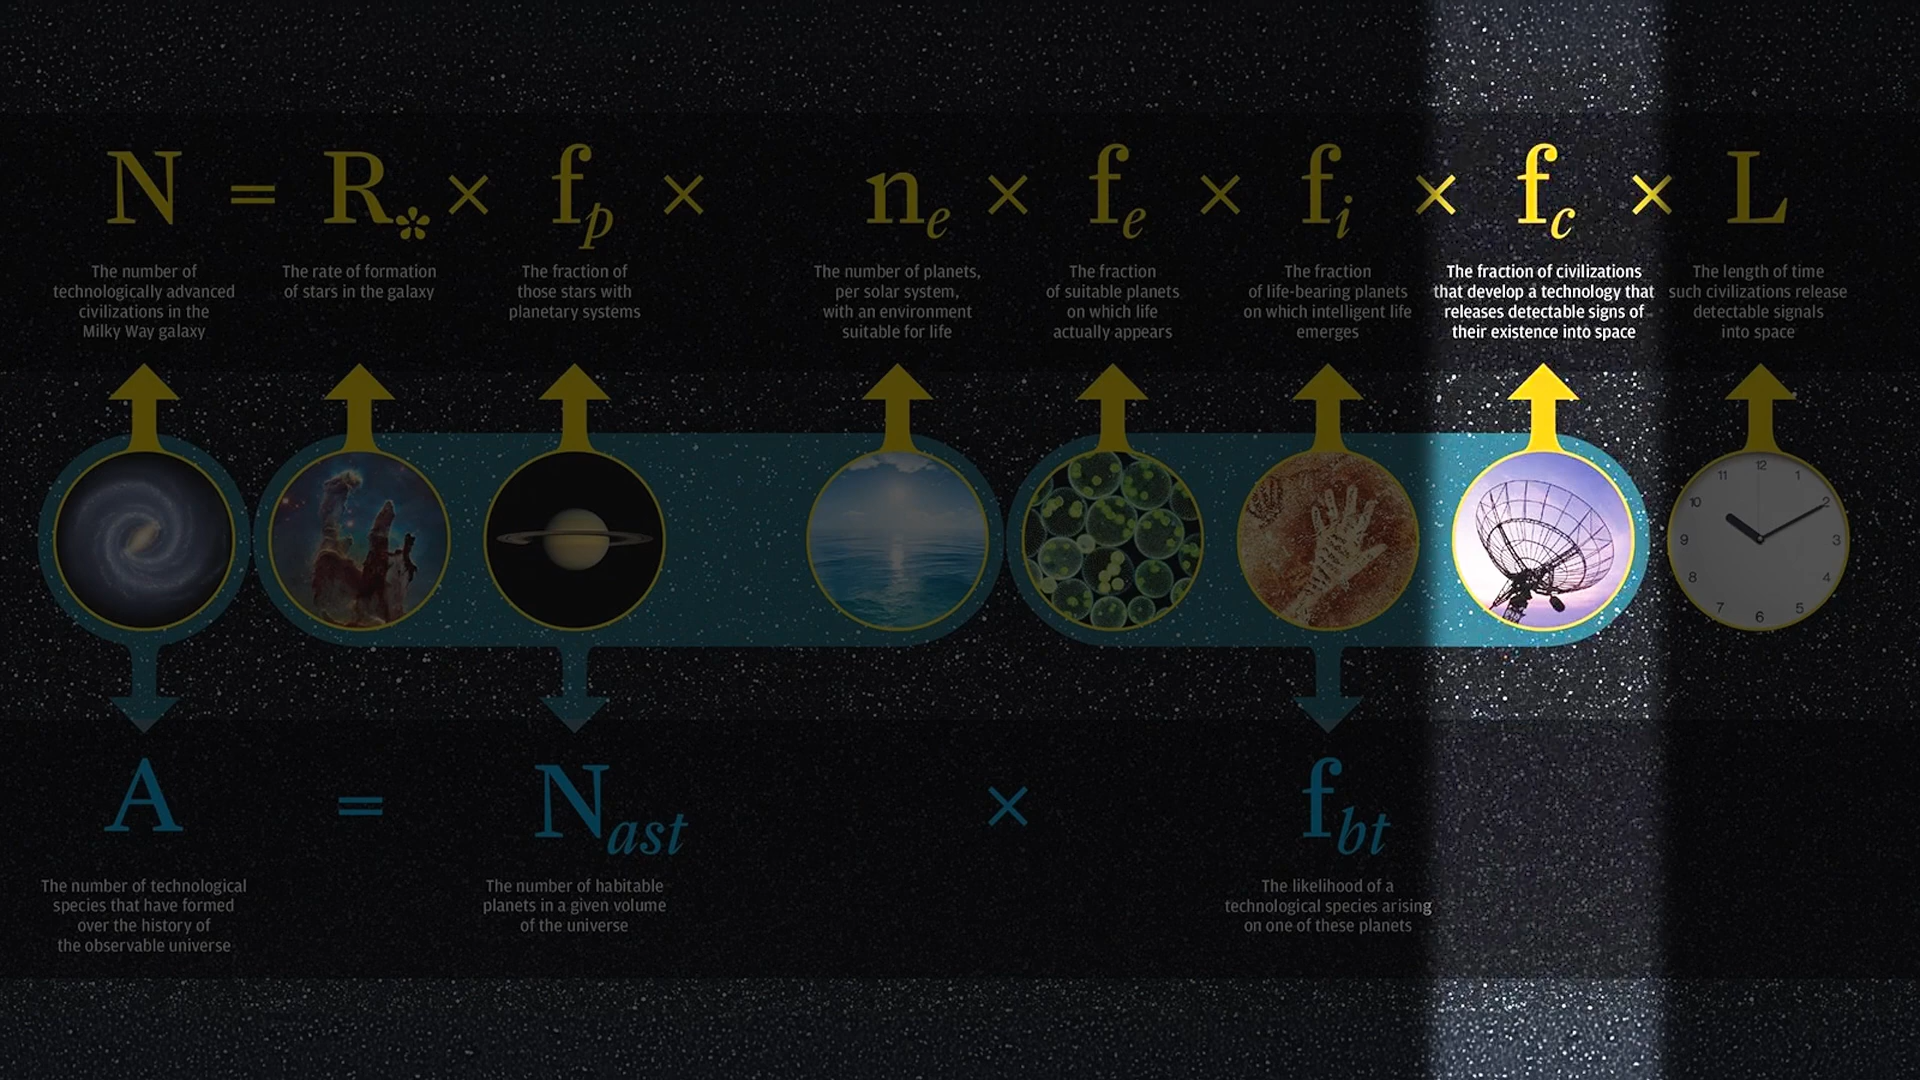 N = R* × fp × ne × fe × fi × fc × L
The number of
technologically advanced
civilizations in the
Milky Way galaxy
The rate of formation
of stars in the galaxy
The fraction of
those stars with
planetary systems
The number of planets,
per solar system,
with an environment
suitable for life
The fraction
of suitable planets
on which life
actually appears
The fraction
of life-bearing planets
on which intelligent life
emerges
The fraction of civilizations
that develop a technology that
releases detectable signs of
their existence into space
The length of time
such civilizations release
detectable signals
into space
12
1
2
3
4
5
6
7
8
9
10
11
A = Nast × fbt
The number of technological
species that have formed
over the history of
the observable universe
The number of habitable
planets in a given volume
of the universe
The likelihood of a
technological species arising
on one of these planets